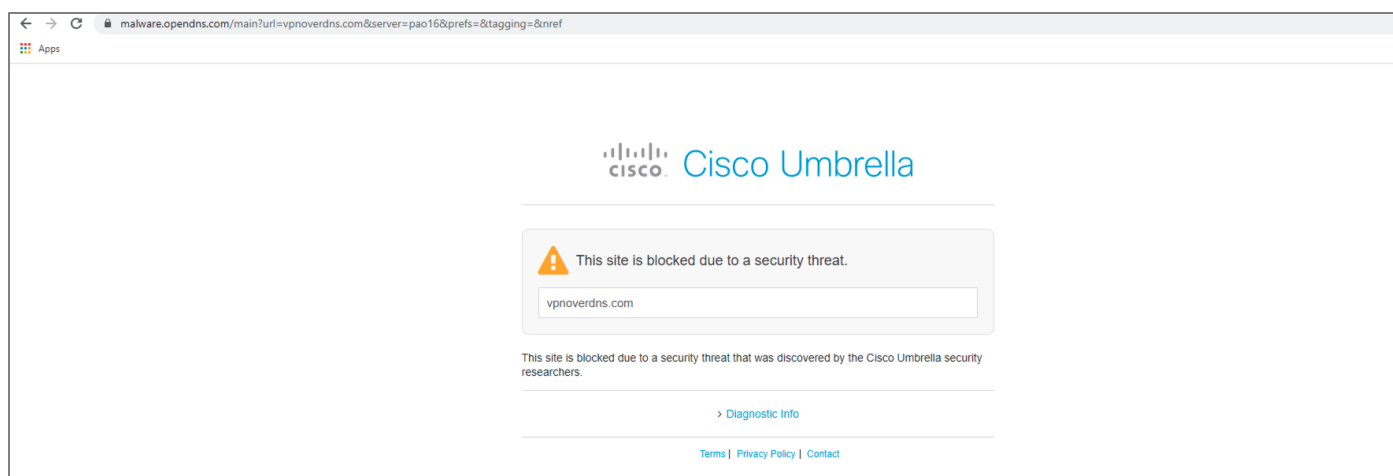 malware.opendns.com/main?url=vpnoverdns.com&server=pao16&prefs=&tagging=&nref
Apps
cisco. Cisco Umbrella
This site is blocked due to a security threat.
vpnoverdns.com
This site is blocked due to a security threat that was discovered by the Cisco Umbrella security
researchers.
> Diagnostic Info
Terms | Privacy Policy | Contact